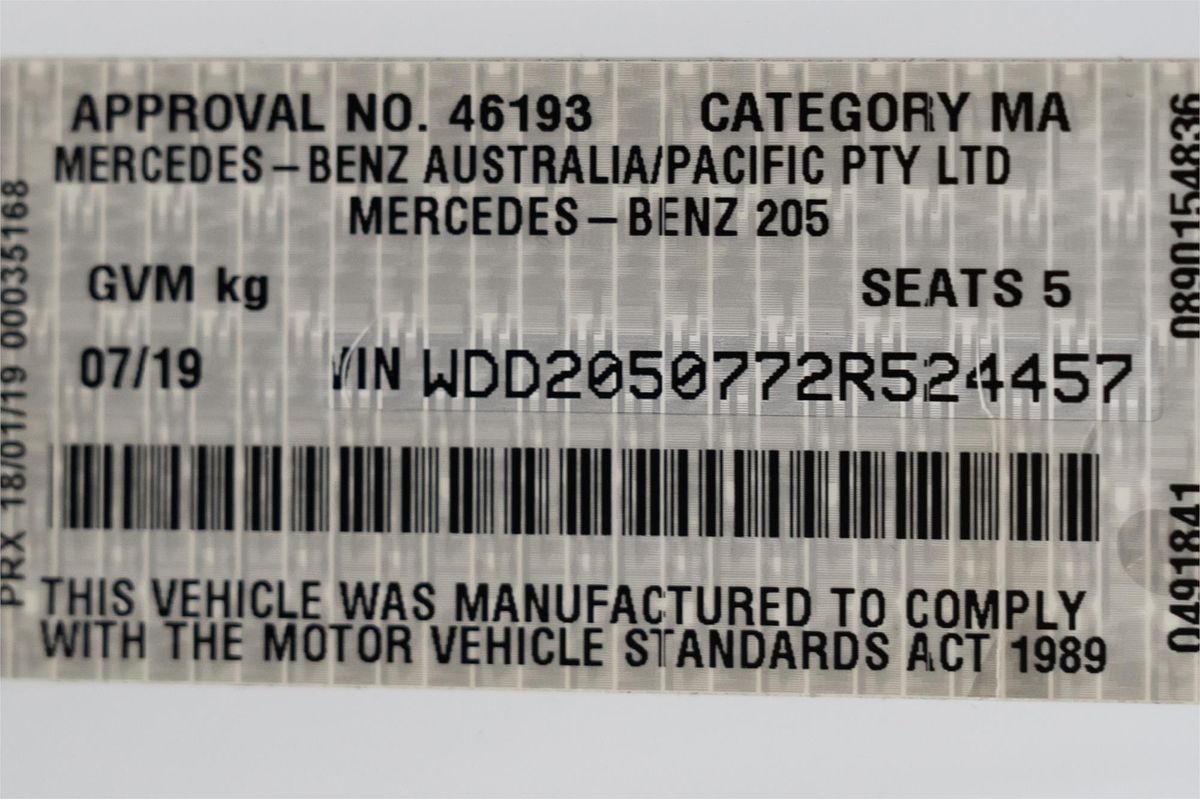 APPROVAL NO. 46193 CATEGORY MA
MERCEDES-BENZ AUSTRALIA/PACIFIC PTY LTD
MERCEDES-BENZ 205
GVM kg SEATS 5
07/19 VIN WDD2050772R524457
THIS VEHICLE WAS MANUFACTURED TO COMPLY
WITH THE MOTOR VEHICLE STANDARDS ACT 1989
PRX 18/01/19 00035168
0491841 0890154836